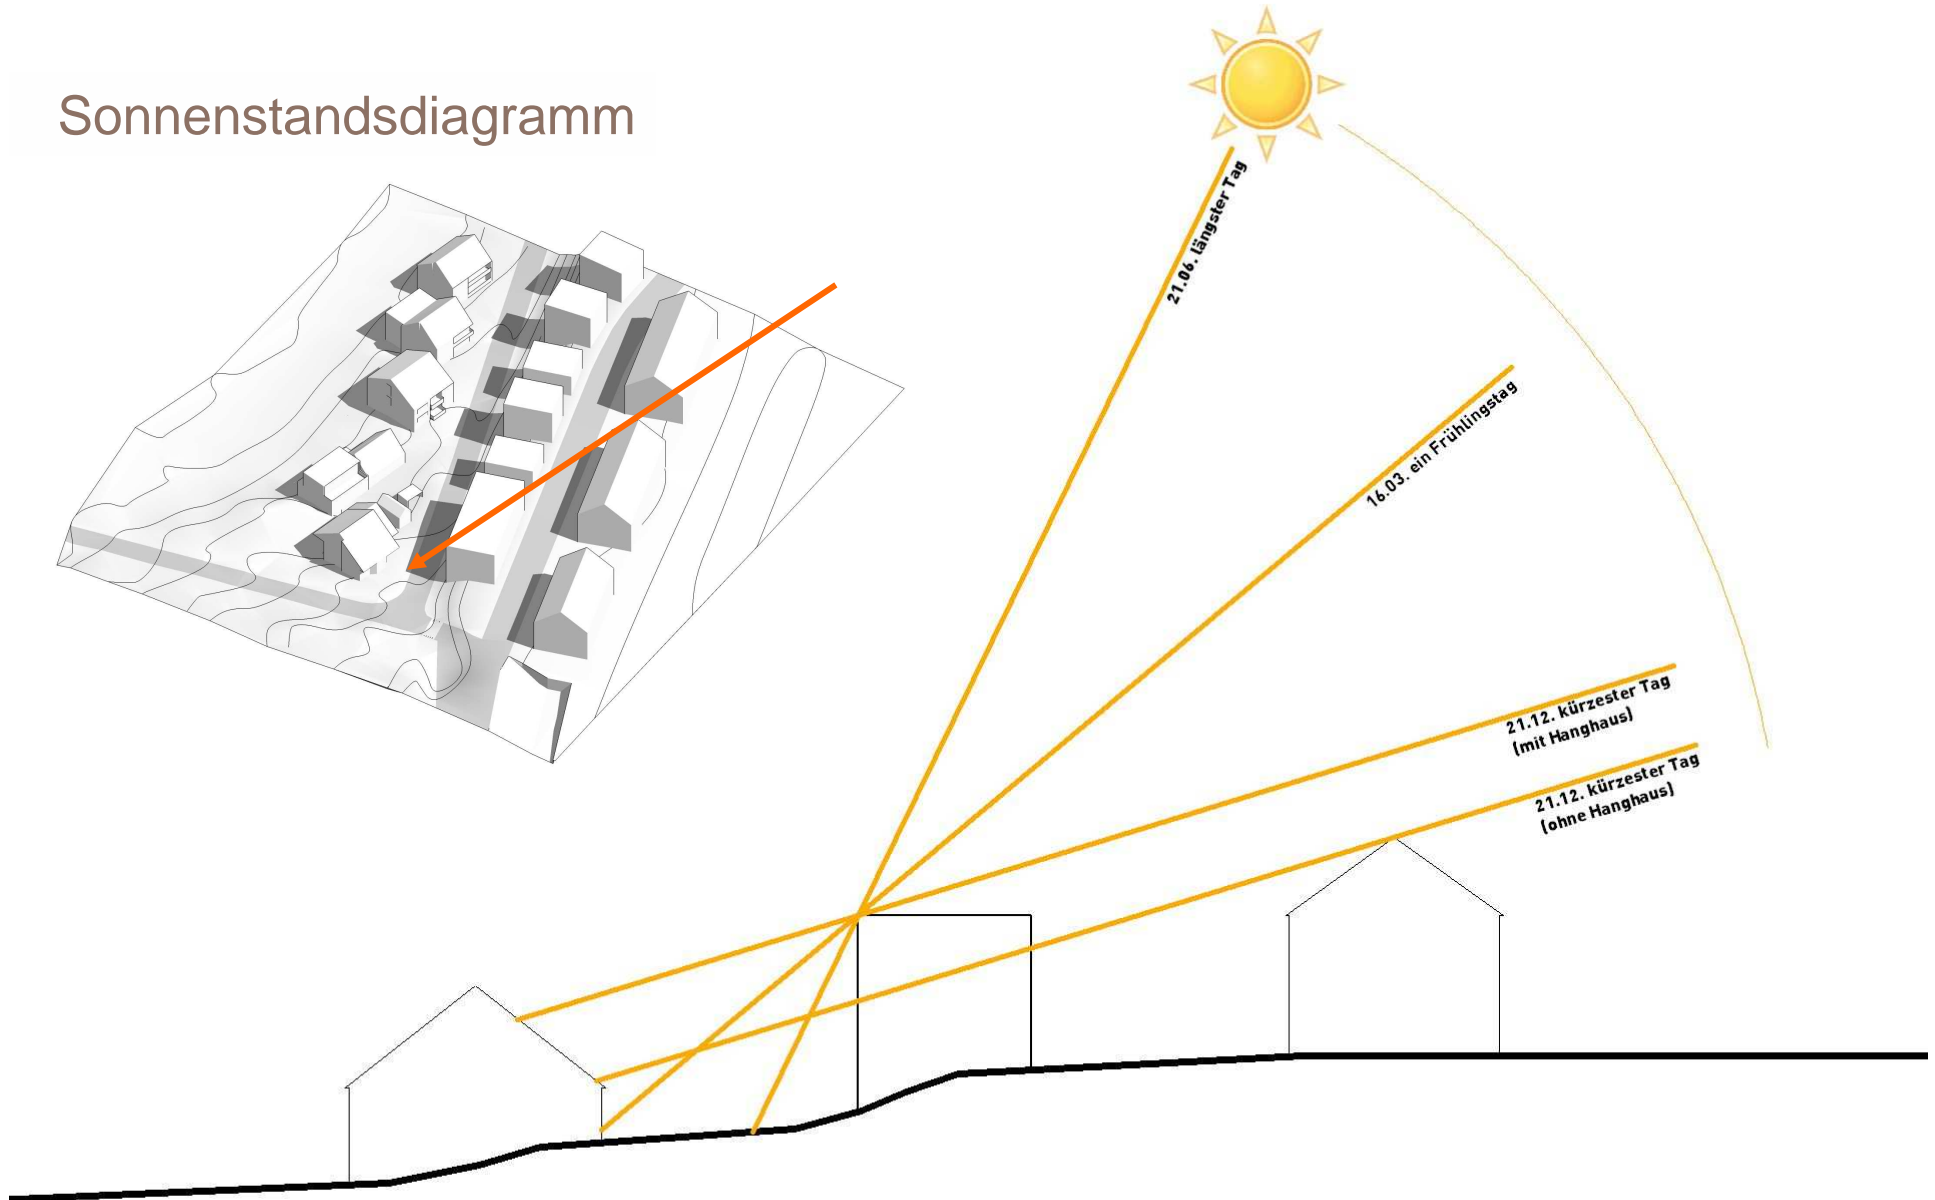 Sonnenstandsdiagramm
21.06. längster Tag
16.03. ein Frühlingstag
21.12. kürzester Tag
(mit Hanghaus)
21.12. kürzester Tag
(ohne Hanghaus)